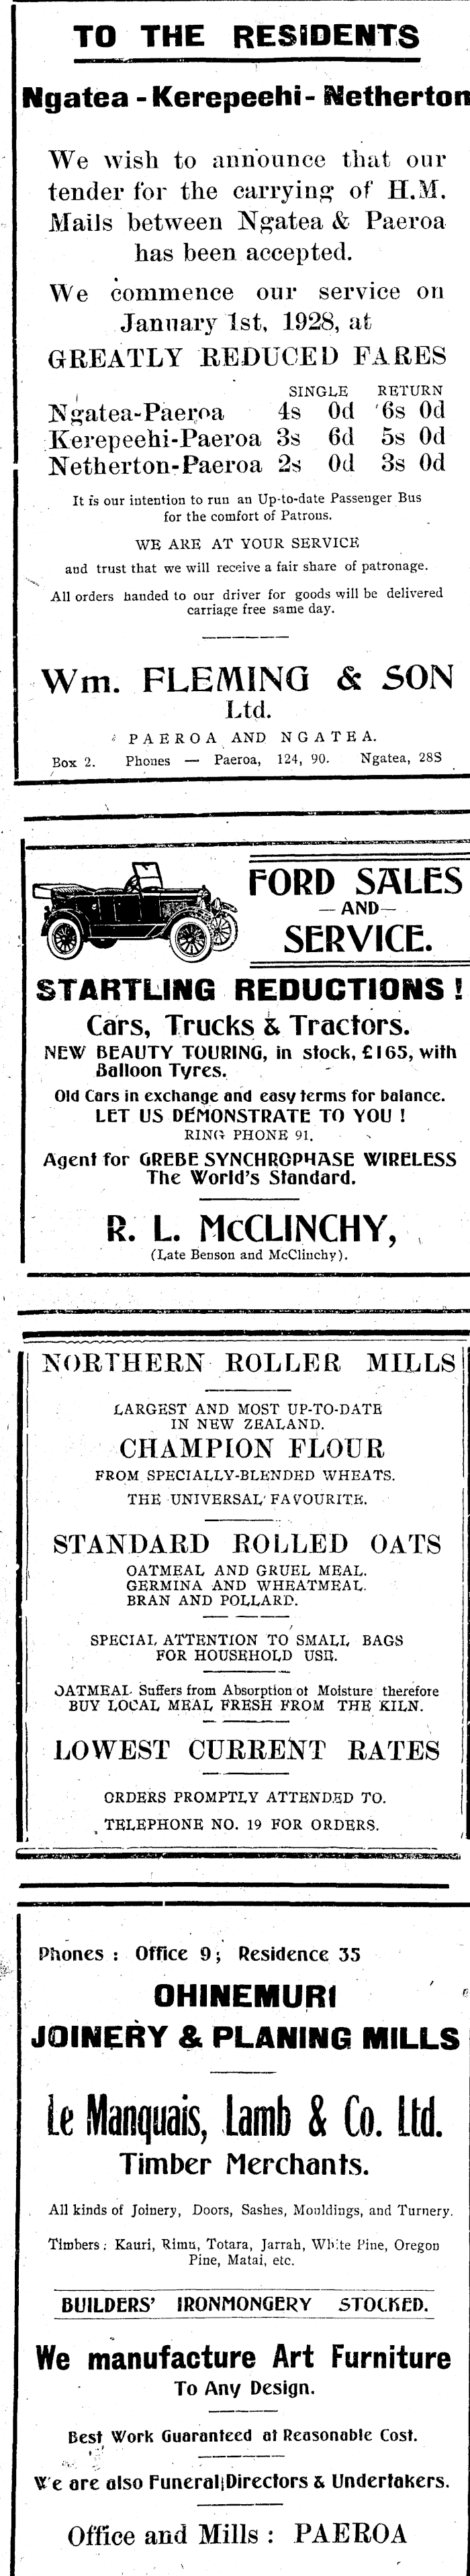 TO THE RESIDENTS
Ngatea - Kerepeehi - Netherton
We wish to announce that our
tender for the carrying of H.M.
Mails between Ngatea & Paeroa
has been accepted.
We commence our service on
January 1st, 1928, at
GREATLY REDUCED FARES
SINGLE RETURN
Ngatea-Paeroa 4s 0d 6s 0d
Kerepeehi-Paeroa 3s 6d 5s 0d
Netherton-Paeroa 2s 0d 3s 0d
It is our intention to run an Up-to-date Passenger Bus
for the comfort of Patrons.
WE ARE AT YOUR SERVICE
and trust that we will receive a fair share of patronage.
All orders handed to our driver for goods will be delivered
carriage free same day.
Wm. FLEMING & SON
Ltd.
PAEROA AND NGATEA.
Box 2. Phones — Paeroa, 124, 90. Ngatea, 28S
FORD SALES
—AND—
SERVICE.
STARTLING REDUCTIONS!
Cars, Trucks & Tractors.
NEW BEAUTY TOURING, in stock, £165, with
Balloon Tyres.
Old Cars in exchange and easy terms for balance.
LET US DEMONSTRATE TO YOU!
RING PHONE 91.
Agent for GREBE SYNCHROPHASE WIRELESS
The World's Standard.
R. L. McCLINCHY,
(Late Benson and McClinchy).
NORTHERN ROLLER MILLS
LARGEST AND MOST UP-TO-DATE
IN NEW ZEALAND.
CHAMPION FLOUR
FROM SPECIALLY-BLENDED WHEATS.
THE UNIVERSAL FAVOURITE.
STANDARD ROLLED OATS
OATMEAL AND GRUEL MEAL.
GERMINA AND WHEATMEAL.
BRAN AND POLLARD.
SPECIAL ATTENTION TO SMALL BAGS
FOR HOUSEHOLD USE.
OATMEAL Suffers from Absorption of Moisture therefore
BUY LOCAL MEAL FRESH FROM THE KILN.
LOWEST CURRENT RATES
ORDERS PROMPTLY ATTENDED TO.
TELEPHONE NO. 19 FOR ORDERS.
Phones : Office 9; Residence 35
OHINEMURI
JOINERY & PLANING MILLS
Le Manquais, Lamb & Co. Ltd.
Timber Merchants.
All kinds of Joinery, Doors, Sashes, Mouldings, and Turnery.
Timbers: Kauri, Rimu, Totara, Jarrah, White Pine, Oregon
Pine, Matai, etc.
BUILDERS' IRONMONGERY STOCKED.
We manufacture Art Furniture
To Any Design.
Best Work Guaranteed at Reasonable Cost.
We are also Funeral Directors & Undertakers.
Office and Mills : PAEROA